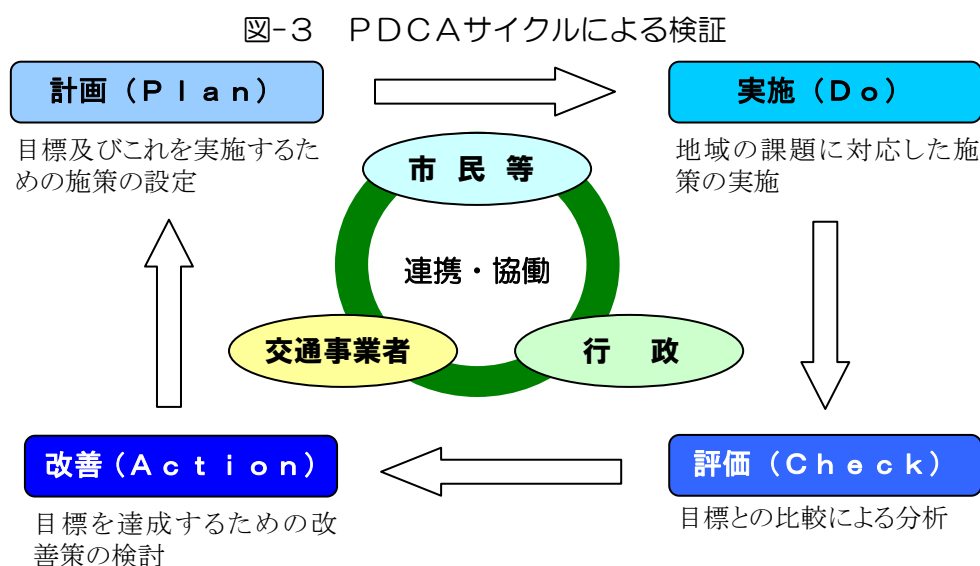 図-3　PDCAサイクルによる検証
計画（Ｐｌａｎ）
目標及びこれを実施するた
めの施策の設定
実施（Ｄｏ）
地域の課題に対応した施
策の実施
市 民 等
連携・協働
交通事業者
行　政
改善（Ａｃｔｉｏｎ）
目標を達成するための改
善策の検討
評価（Ｃｈｅｃｋ）
目標との比較による分析